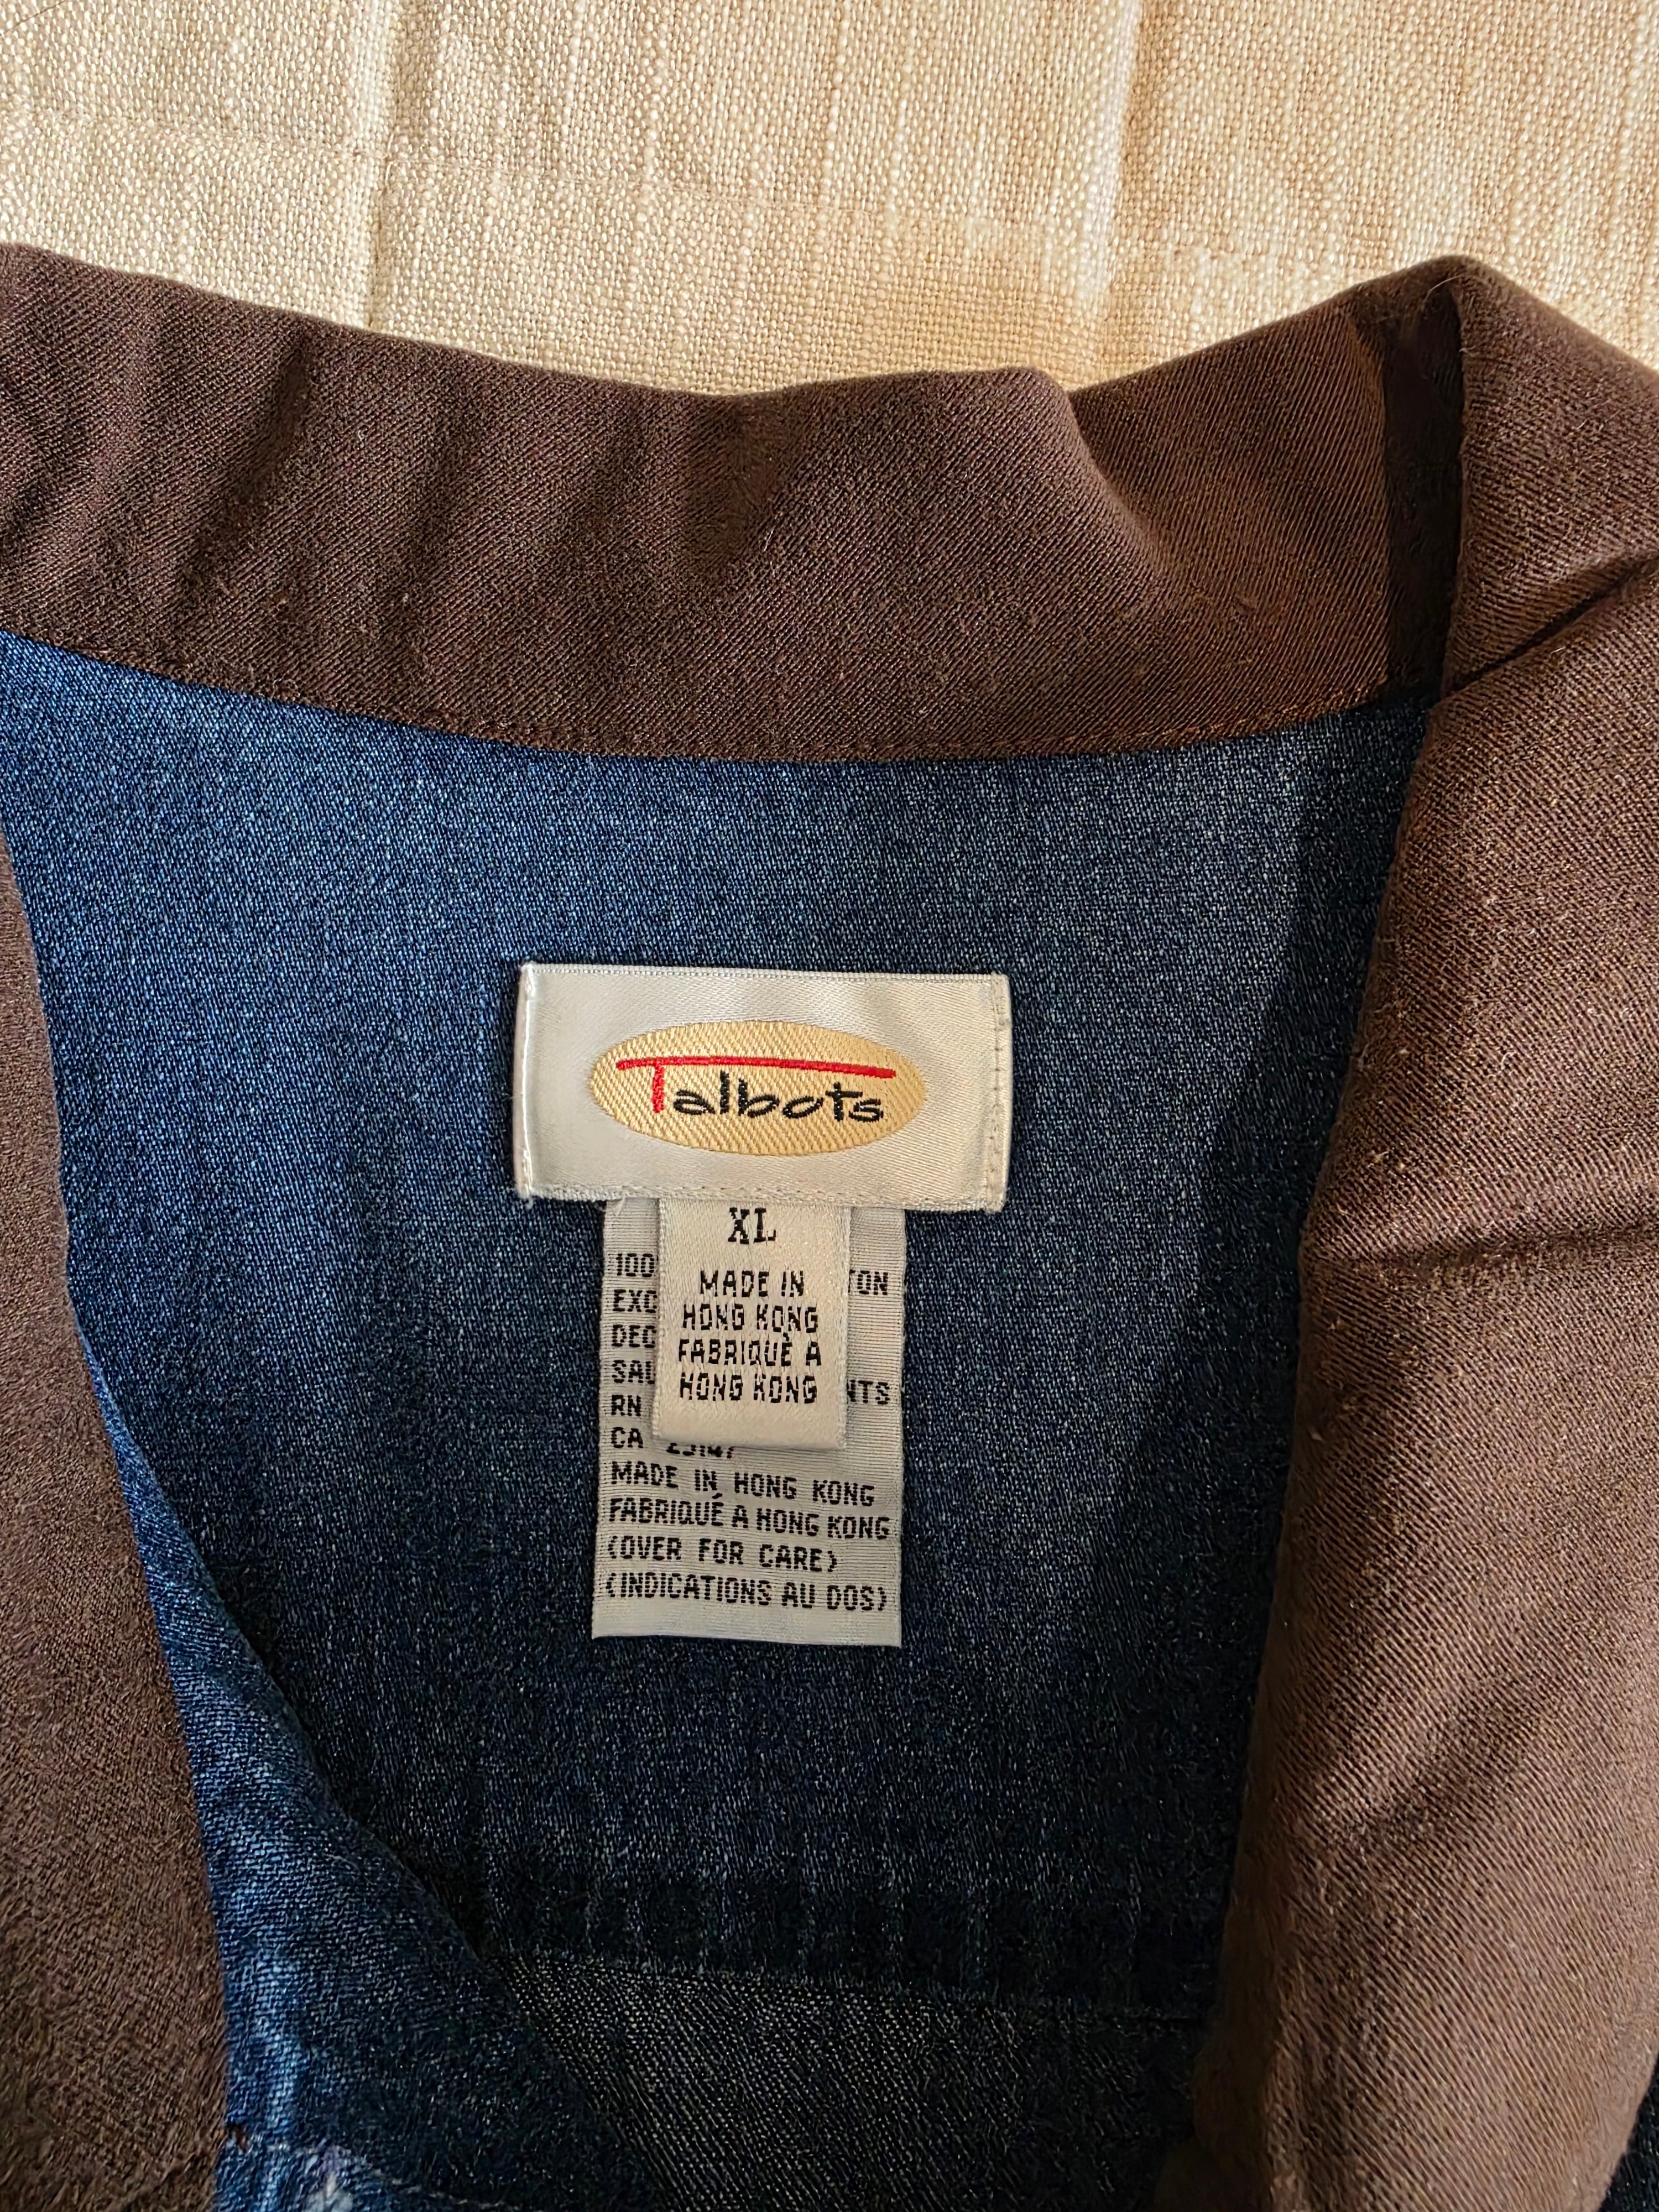 Talbots
XL
MADE IN
HONG KONG
FABRIQUÉ A
HONG KONG
100
EXC
DEC
SAU
RN
CA
MADE IN HONG KONG
FABRIQUÉ A HONG KONG
(OVER FOR CARE)
(INDICATIONS AU DOS)